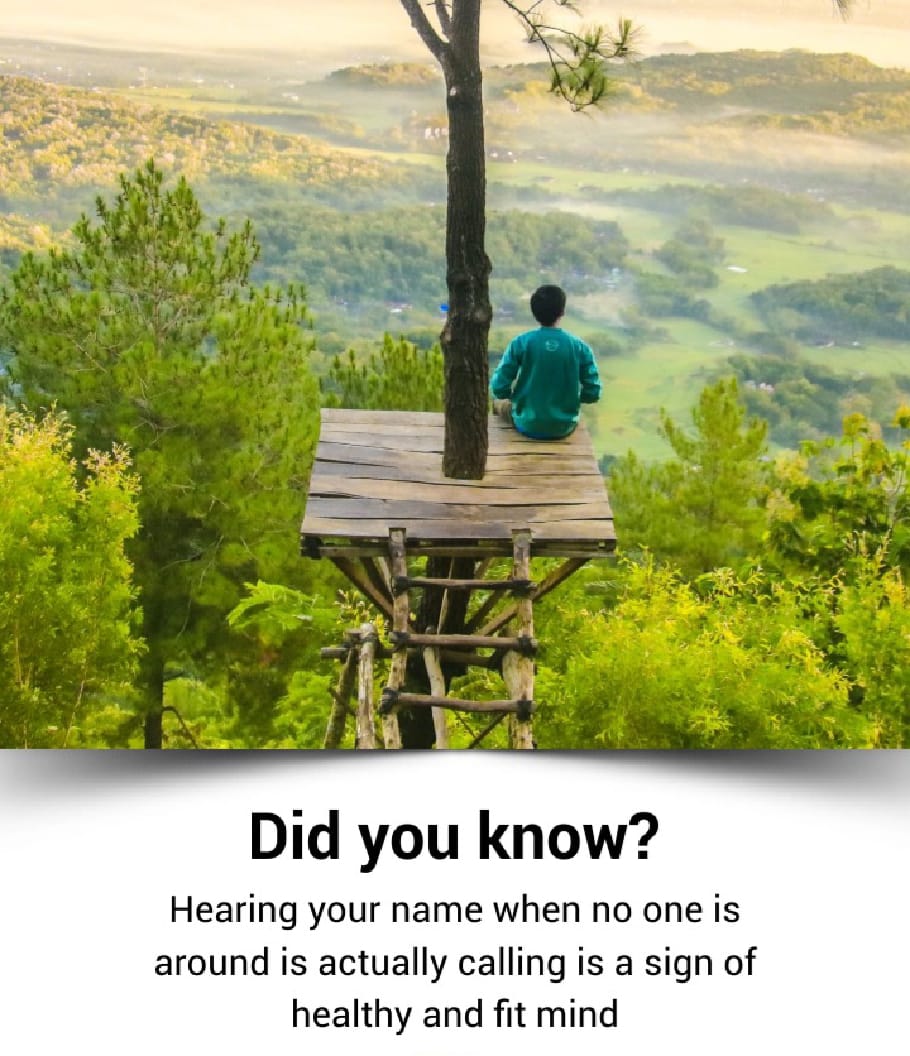 Did you know?
Hearing your name when no one is
around is actually calling is a sign of
healthy and fit mind